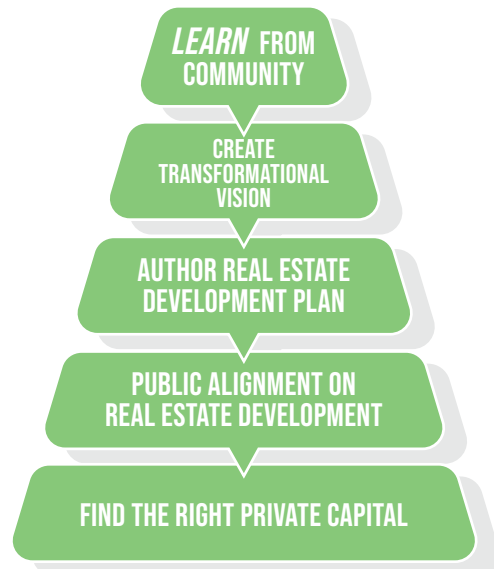 LEARN FROM
COMMUNITY
CREATE
TRANSFORMATIONAL
VISION
AUTHOR REAL ESTATE
DEVELOPMENT PLAN
PUBLIC ALIGNMENT ON
REAL ESTATE DEVELOPMENT
FIND THE RIGHT PRIVATE CAPITAL